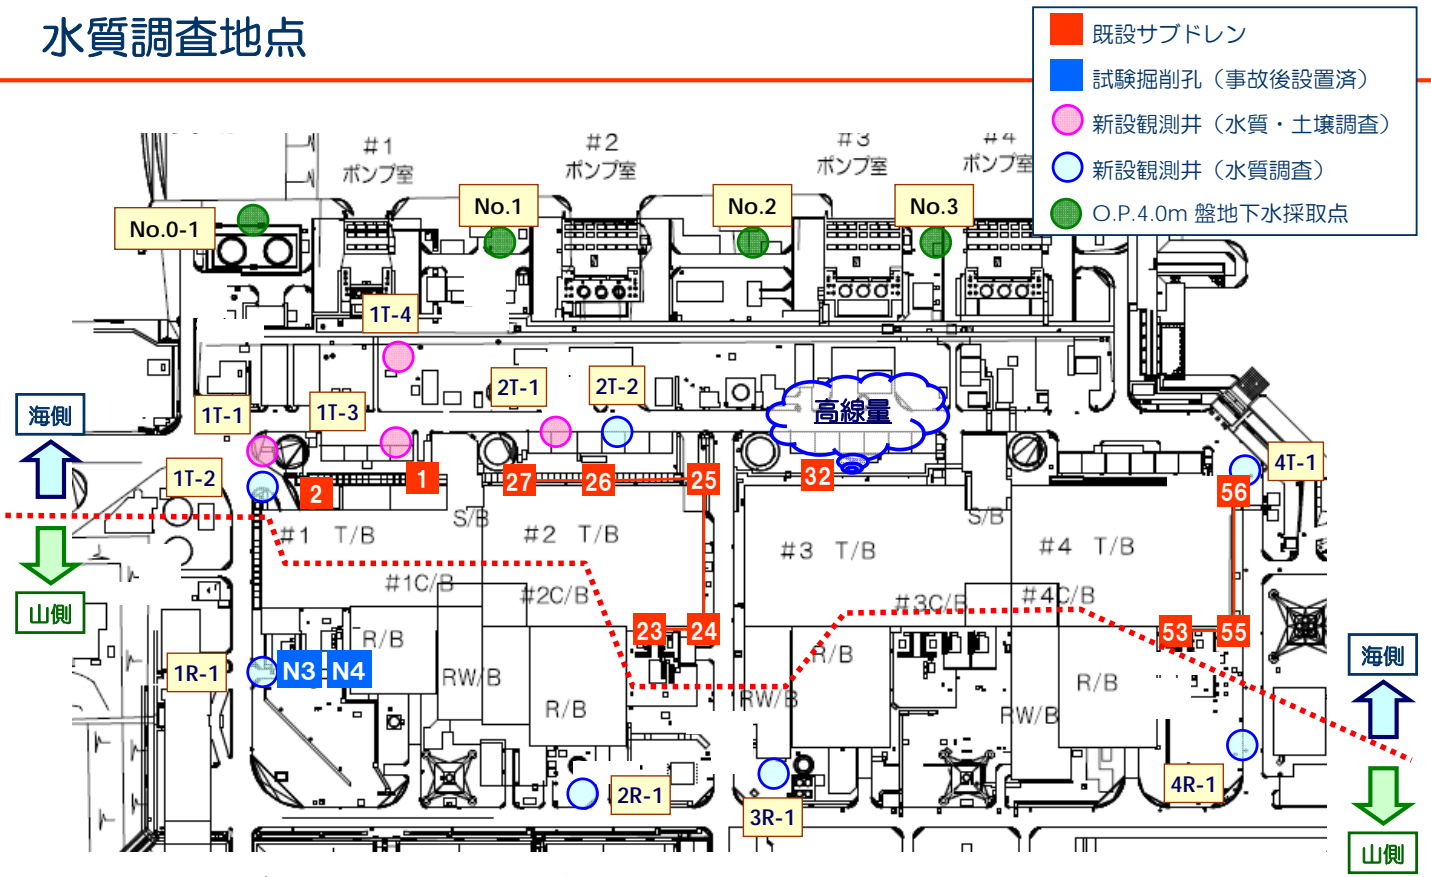 水質調査地点
既設サブドレン
試験掘削孔（事故後設置済）
新設観測井（水質・土壌調査）
新設観測井（水質調査）
O.P.4.0m 盤地下水採取点
#1
ポンプ室
#2
ポンプ室
#3
ポンプ室
#4
ポンプ室
No.0-1
No.1
No.2
No.3
1T-4
2T-1
2T-2
1T-1
1T-3
高線量
海側
1T-2
4T-1
2
1
27
26
25
32
56
S/B
S/B
#1 T/B
#2 T/B
#3 T/B
#4 T/B
#1C/B
#2C/B
#3C/B
#4C/B
山側
23
24
53
55
R/B
R/B
海側
1R-1
N3
N4
RW/B
R/B
RW/B
R/B
RW/B
2R-1
3R-1
4R-1
山側